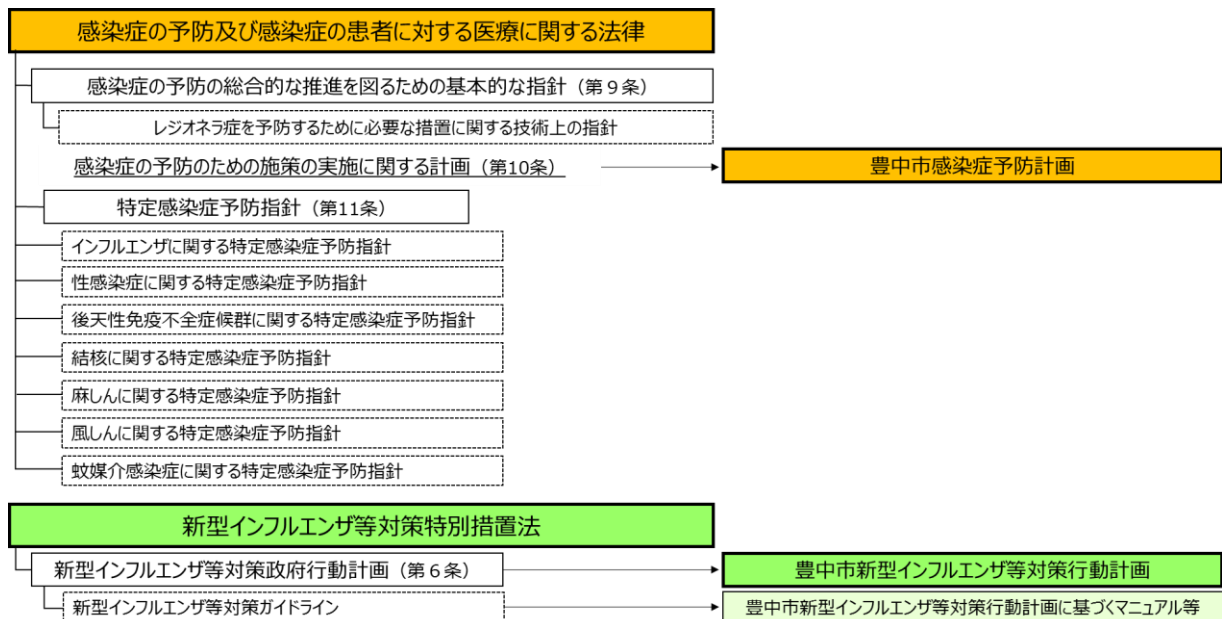 感染症の予防及び感染症の患者に対する医療に関する法律
感染症の予防の総合的な推進を図るための基本的な指針（第９条）
レジオネラ症を予防するために必要な措置に関する技術上の指針
感染症の予防のための施策の実施に関する計画（第10条）
豊中市感染症予防計画
特定感染症予防指針（第11条）
インフルエンザに関する特定感染症予防指針
性感染症に関する特定感染症予防指針
後天性免疫不全症候群に関する特定感染症予防指針
結核に関する特定感染症予防指針
麻しんに関する特定感染症予防指針
風しんに関する特定感染症予防指針
蚊媒介感染症に関する特定感染症予防指針
新型インフルエンザ等対策特別措置法
新型インフルエンザ等対策政府行動計画（第６条）
豊中市新型インフルエンザ等対策行動計画
新型インフルエンザ等対策ガイドライン
豊中市新型インフルエンザ等対策行動計画に基づくマニュアル等